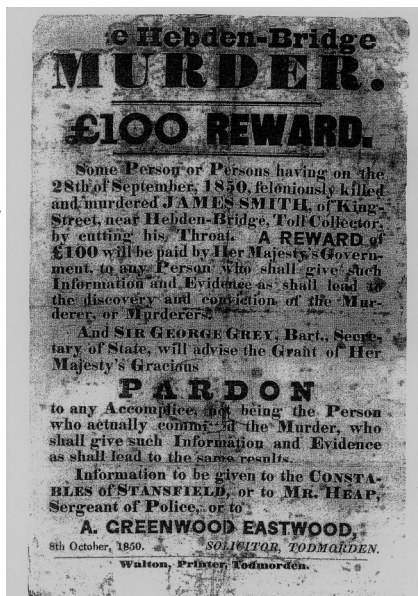 e Hebden-Bridge
MURDER.
£100 REWARD.
Some Person or Persons having on the
28th of September, 1850, feloniously killed
and murdered JAMES SMITH, of King-
Street, near Hebden-Bridge, Toll Collector,
by cutting his Throat. A REWARD of
£100 will be paid by Her Majesty's Govern-
ment, to any Person who shall give such
Information and Evidence as shall lead to
the discovery and conviction of the Mur-
derer, or Murderers.
And SIR GEORGE GREY, Bart., Secre-
tary of State, will advise the Grant of Her
Majesty's Gracious
PARDON
to any Accomplice, not being the Person
who actually commi d the Murder, who
shall give such Information and Evidence
as shall lead to the same results.
Information to be given to the CONSTA-
BLES of STANSFIELD, or to MR. HEAP,
Sergeant of Police, or to
A. GREENWOOD EASTWOOD,
8th October, 1850. SOLICITOR, TODMORDEN.
Walton, Printer, Todmorden.